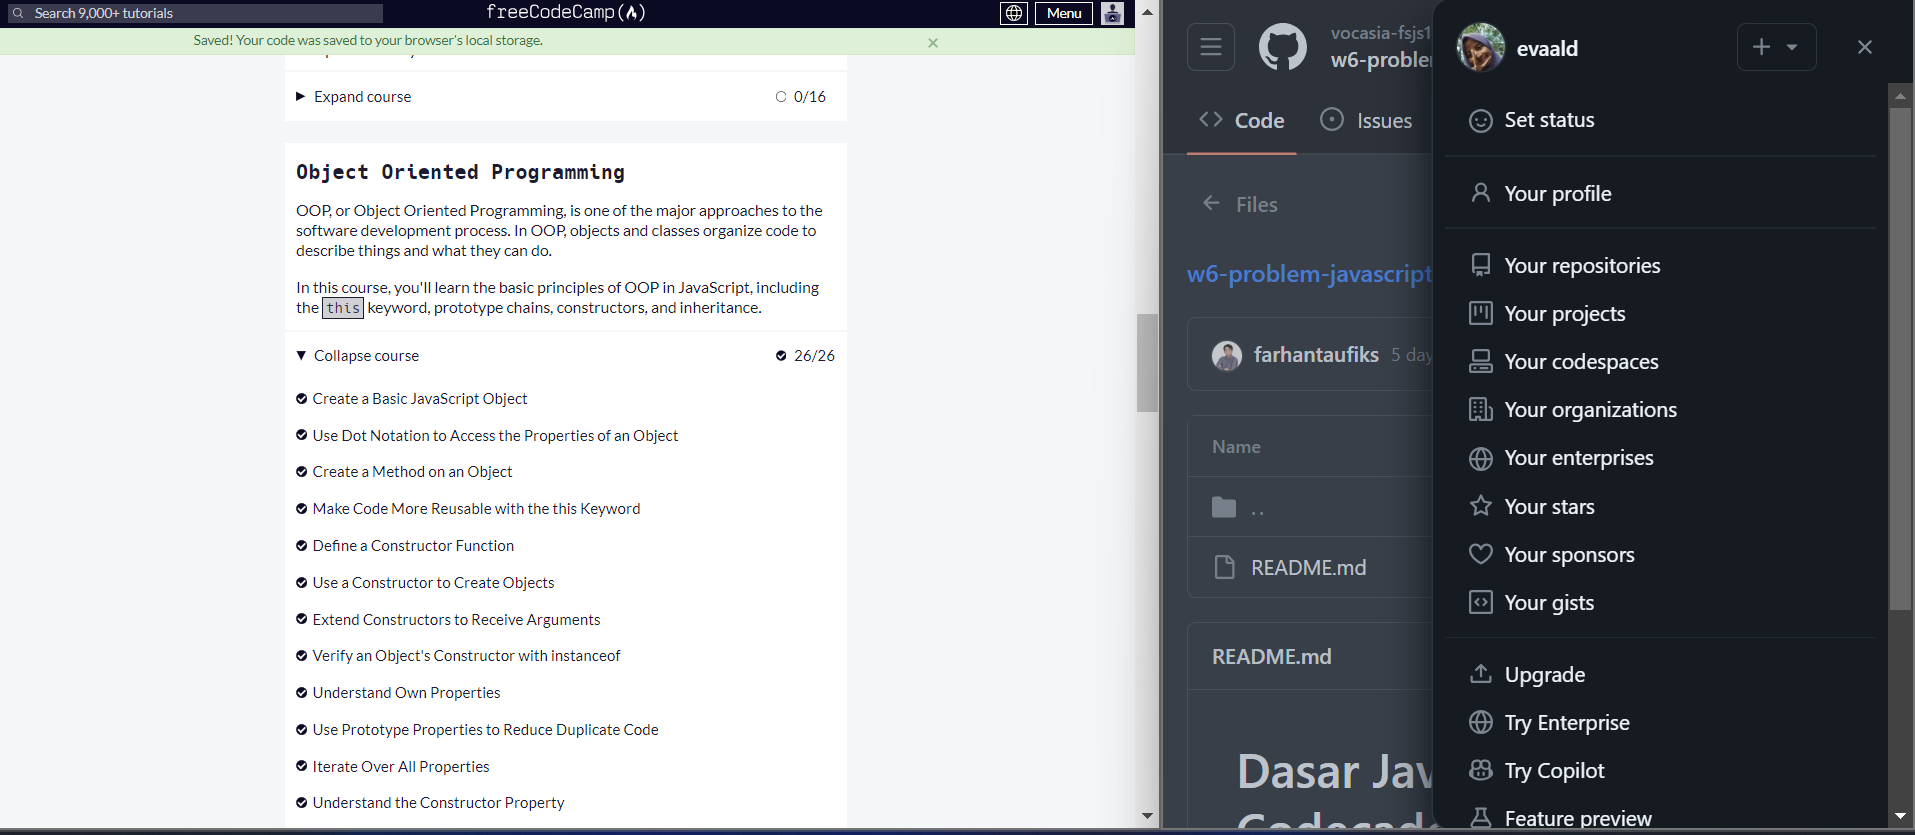 Search 9,000+ tutorials
freeCodeCamp(🔥)
Menu
Saved! Your code was saved to your browser's local storage.
×
Expand course
0/16
Object Oriented Programming
OOP, or Object Oriented Programming, is one of the major approaches to the
software development process. In OOP, objects and classes organize code to
describe things and what they can do.
In this course, you'll learn the basic principles of OOP in JavaScript, including
the this keyword, prototype chains, constructors, and inheritance.
Collapse course
26/26
Create a Basic JavaScript Object
Use Dot Notation to Access the Properties of an Object
Create a Method on an Object
Make Code More Reusable with the this Keyword
Define a Constructor Function
Use a Constructor to Create Objects
Extend Constructors to Receive Arguments
Verify an Object's Constructor with instanceof
Understand Own Properties
Use Prototype Properties to Reduce Duplicate Code
Iterate Over All Properties
Understand the Constructor Property
vocasia-fsjs1
w6-problem
Code
Issues
Files
w6-problem-javascript
farhantaufiks 5 day
Name
..
README.md
README.md
Dasar Jav
Codecade
evaald
Set status
Your profile
Your repositories
Your projects
Your codespaces
Your organizations
Your enterprises
Your stars
Your sponsors
Your gists
Upgrade
Try Enterprise
Try Copilot
Feature preview